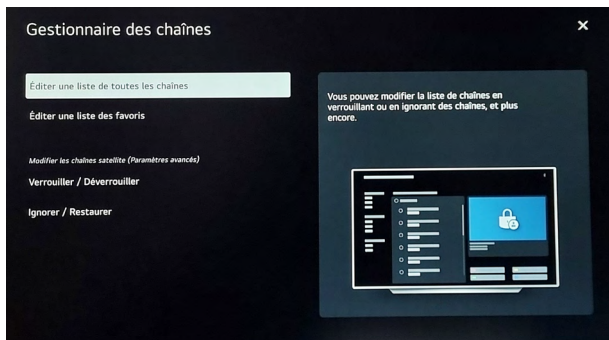 Gestionnaire des chaînes
Éditer une liste de toutes les chaînes
Éditer une liste des favoris
Modifier les chaînes satellite (Paramètres avancés)
Verrouiller / Déverrouiller
Ignorer / Restaurer
Vous pouvez modifier la liste de chaînes en
verrouillant ou en ignorant des chaînes, et plus
encore.